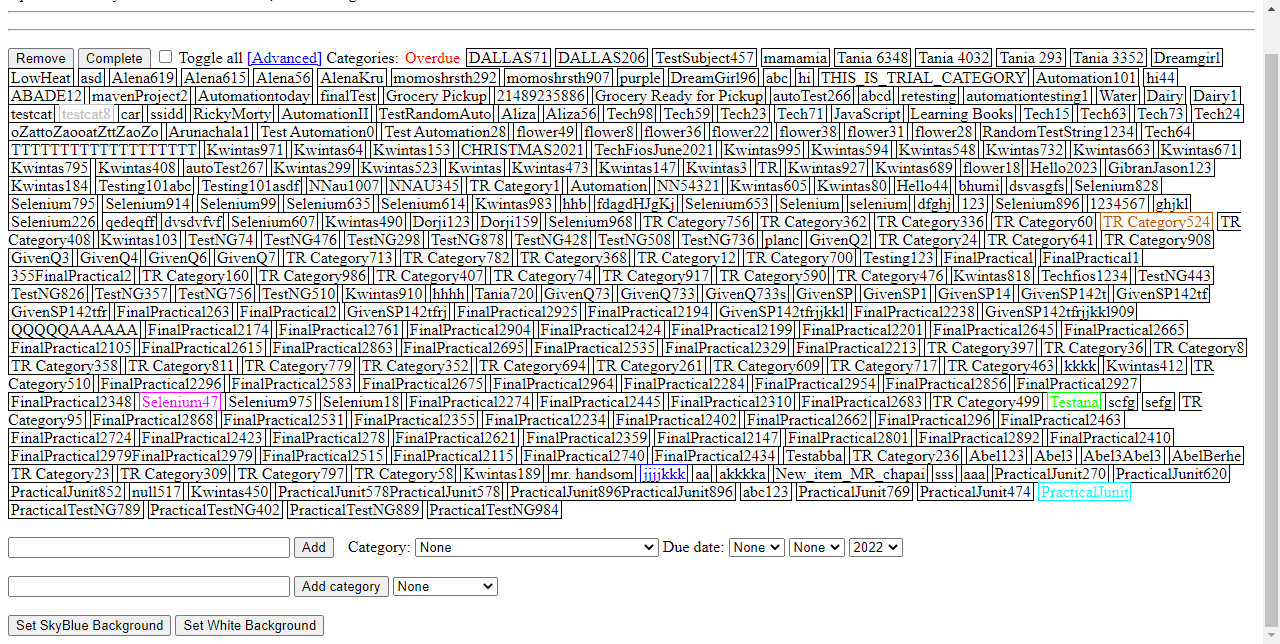 Remove Complete Toggle all [Advanced] Categories: Overdue DALLAS71 DALLAS206 TestSubject457 mamamia Tania 6348 Tania 4032 Tania 293 Tania 3352 Dreamgirl
LowHeat asd Alena619 Alena615 Alena56 AlenaKru momoshrsth292 momoshrsth907 purple DreamGirl96 abc hi THIS_IS_TRIAL_CATEGORY Automation101 hi44
ABADE12 mavenProject2 Automationtoday finalTest Grocery Pickup 21489235886 Grocery Ready for Pickup autoTest266 abcd retesting automationtesting1 Water Dairy Dairy1
testcat testcat8 car ssidd RickyMorty AutomationII TestRandomAuto Aliza Aliza56 Tech98 Tech59 Tech23 Tech71 JavaScript Learning Books Tech15 Tech63 Tech73 Tech24
oZattoZaooatZttZaoZo Arunachala1 Test Automation0 Test Automation28 flower49 flower8 flower36 flower22 flower38 flower31 flower28 RandomTestString1234 Tech64
TTTTTTTTTTTTTTTTTTT Kwintas971 Kwintas64 Kwintas153 CHRISTMAS2021 TechFiosJune2021 Kwintas995 Kwintas594 Kwintas548 Kwintas732 Kwintas663 Kwintas671
Kwintas795 Kwintas408 autoTest267 Kwintas299 Kwintas523 Kwintas Kwintas473 Kwintas147 Kwintas3 TR Kwintas927 Kwintas689 flower18 Hello2023 GibranJason123
Kwintas184 Testing101abc Testing101asdf NNau1007 NNAU345 TR Category1 Automation NN54321 Kwintas605 Kwintas80 Hello44 bhumi dsvasgfs Selenium828
Selenium795 Selenium914 Selenium99 Selenium635 Selenium614 Kwintas983 hhb fdagdHJgKj Selenium653 Selenium selenium dfghj 123 Selenium896 1234567 ghjkl
Selenium226 qedeqff dvsdvfvf Selenium607 Kwintas490 Dorji123 Dorji159 Selenium968 TR Category756 TR Category362 TR Category336 TR Category60 TR Category524 TR
Category408 Kwintas103 TestNG74 TestNG476 TestNG298 TestNG878 TestNG428 TestNG508 TestNG736 planc GivenQ2 TR Category24 TR Category641 TR Category908
GivenQ3 GivenQ4 GivenQ6 GivenQ7 TR Category713 TR Category782 TR Category368 TR Category12 TR Category700 Testing123 FinalPractical FinalPractical1
355FinalPractical2 TR Category160 TR Category986 TR Category407 TR Category74 TR Category917 TR Category590 TR Category476 Kwintas818 Techfios1234 TestNG443
TestNG826 TestNG357 TestNG756 TestNG510 Kwintas910 hhhh Tania720 GivenQ73 GivenQ733 GivenQ733s GivenSP GivenSP1 GivenSP14 GivenSP142t GivenSP142tf
GivenSP142tfr FinalPractical263 FinalPractical2 GivenSP142tfrj FinalPractical2925 FinalPractical2194 GivenSP142tfrjjkkl FinalPractical2238 GivenSP142tfrjjkkl909
QQQQQAAAAAA FinalPractical2174 FinalPractical2761 FinalPractical2904 FinalPractical2424 FinalPractical2199 FinalPractical2201 FinalPractical2645 FinalPractical2665
FinalPractical2105 FinalPractical2615 FinalPractical2863 FinalPractical2695 FinalPractical2535 FinalPractical2329 FinalPractical2213 TR Category397 TR Category36 TR Category8
TR Category358 TR Category811 TR Category779 TR Category352 TR Category694 TR Category261 TR Category609 TR Category717 TR Category463 kkkk Kwintas412 TR
Category510 FinalPractical2296 FinalPractical2583 FinalPractical2675 FinalPractical2964 FinalPractical2284 FinalPractical2954 FinalPractical2856 FinalPractical2927
FinalPractical2348 Selenium47 Selenium975 Selenium18 FinalPractical2274 FinalPractical2445 FinalPractical2310 FinalPractical2683 TR Category499 Testana scfg sefg TR
Category95 FinalPractical2868 FinalPractical2531 FinalPractical2355 FinalPractical2234 FinalPractical2402 FinalPractical2662 FinalPractical296 FinalPractical2463
FinalPractical2724 FinalPractical2423 FinalPractical278 FinalPractical2621 FinalPractical2359 FinalPractical2147 FinalPractical2801 FinalPractical2892 FinalPractical2410
FinalPractical2979FinalPractical2979 FinalPractical2515 FinalPractical2115 FinalPractical2740 FinalPractical2434 Testabba TR Category236 Abel123 Abel3 Abel3Abel3 AbelBerhe
TR Category23 TR Category309 TR Category797 TR Category58 Kwintas189 mr. handsom jjjjkkk aa akkkka New_item_MR_chapai sss aaa PracticalJunit270 PracticalJunit620
PracticalJunit852 null517 Kwintas450 PracticalJunit578PracticalJunit578 PracticalJunit896PracticalJunit896 abc123 PracticalJunit769 PracticalJunit474 PracticalJunit
PracticalTestNG789 PracticalTestNG402 PracticalTestNG889 PracticalTestNG984
Add Category: None Due date: None None 2022
Add category None
Set SkyBlue Background Set White Background